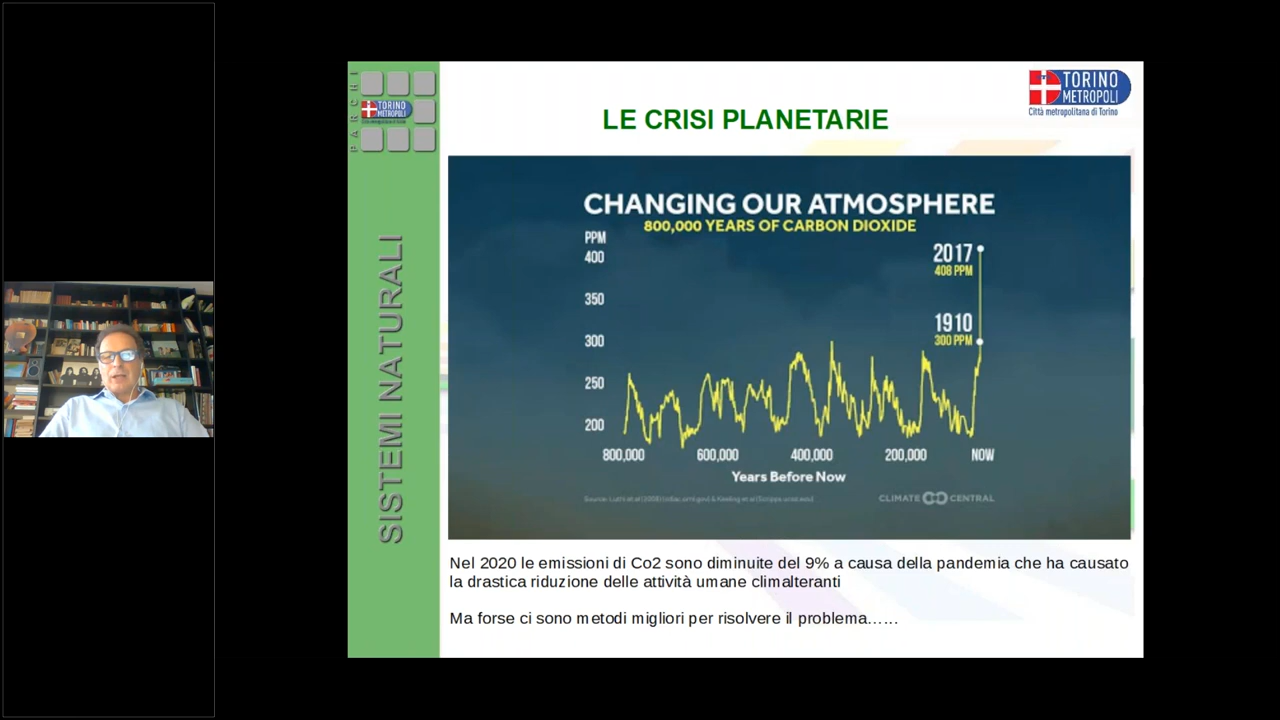 PARCHI
TORINO
METROPOLI
SISTEMI NATURALI
TORINO
METROPOLI
Città metropolitana di Torino
LE CRISI PLANETARIE
CHANGING OUR ATMOSPHERE
800,000 YEARS OF CARBON DIOXIDE
PPM
400
350
300
250
200
2017
408 PPM
1910
300 PPM
800,000
600,000
400,000
200,000
NOW
Years Before Now
CLIMATE CENTRAL
Nel 2020 le emissioni di Co2 sono diminuite del 9% a causa della pandemia che ha causato
la drastica riduzione delle attività umane climalteranti
Ma forse ci sono metodi migliori per risolvere il problema…...